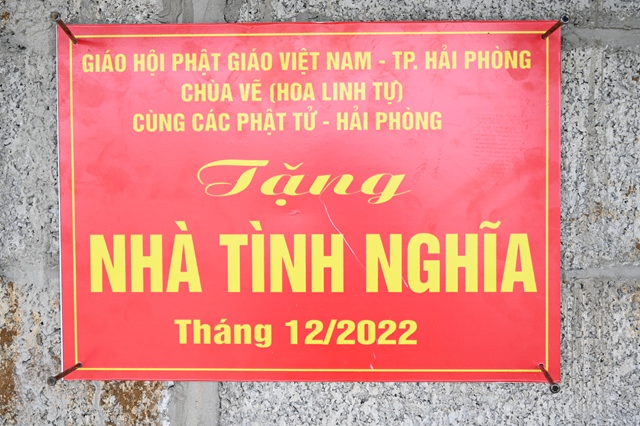 GIÁO HỘI PHẬT GIÁO VIỆT NAM - TP. HẢI PHÒNG
CHÙA VẼ (HOA LINH TỰ)
CÙNG CÁC PHẬT TỬ - HẢI PHÒNG
Tặng
NHÀ TÌNH NGHĨA
Tháng 12/2022